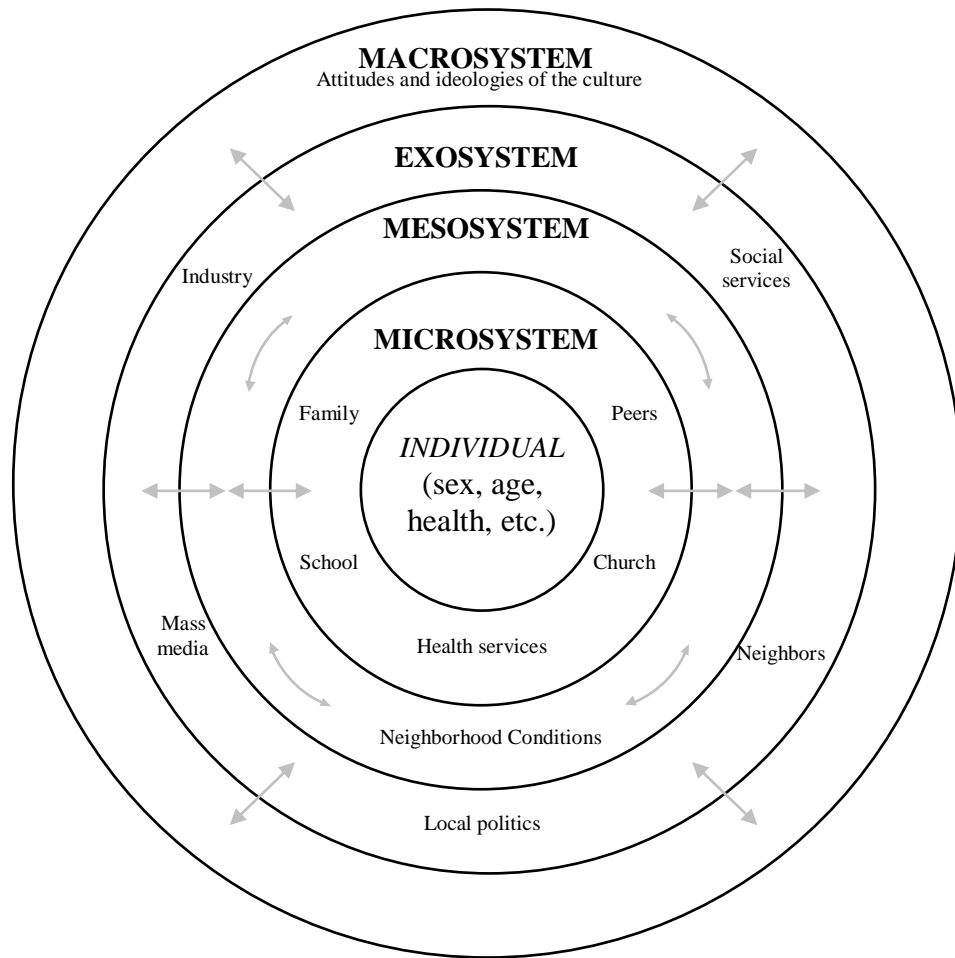 MACROSYSTEM
Attitudes and ideologies of the culture
EXOSYSTEM
MESOSYSTEM
Social
services
Industry
MICROSYSTEM
Family
Peers
INDIVIDUAL
(sex, age,
health, etc.)
School
Church
Mass
media
Health services
Neighbors
Neighborhood Conditions
Local politics